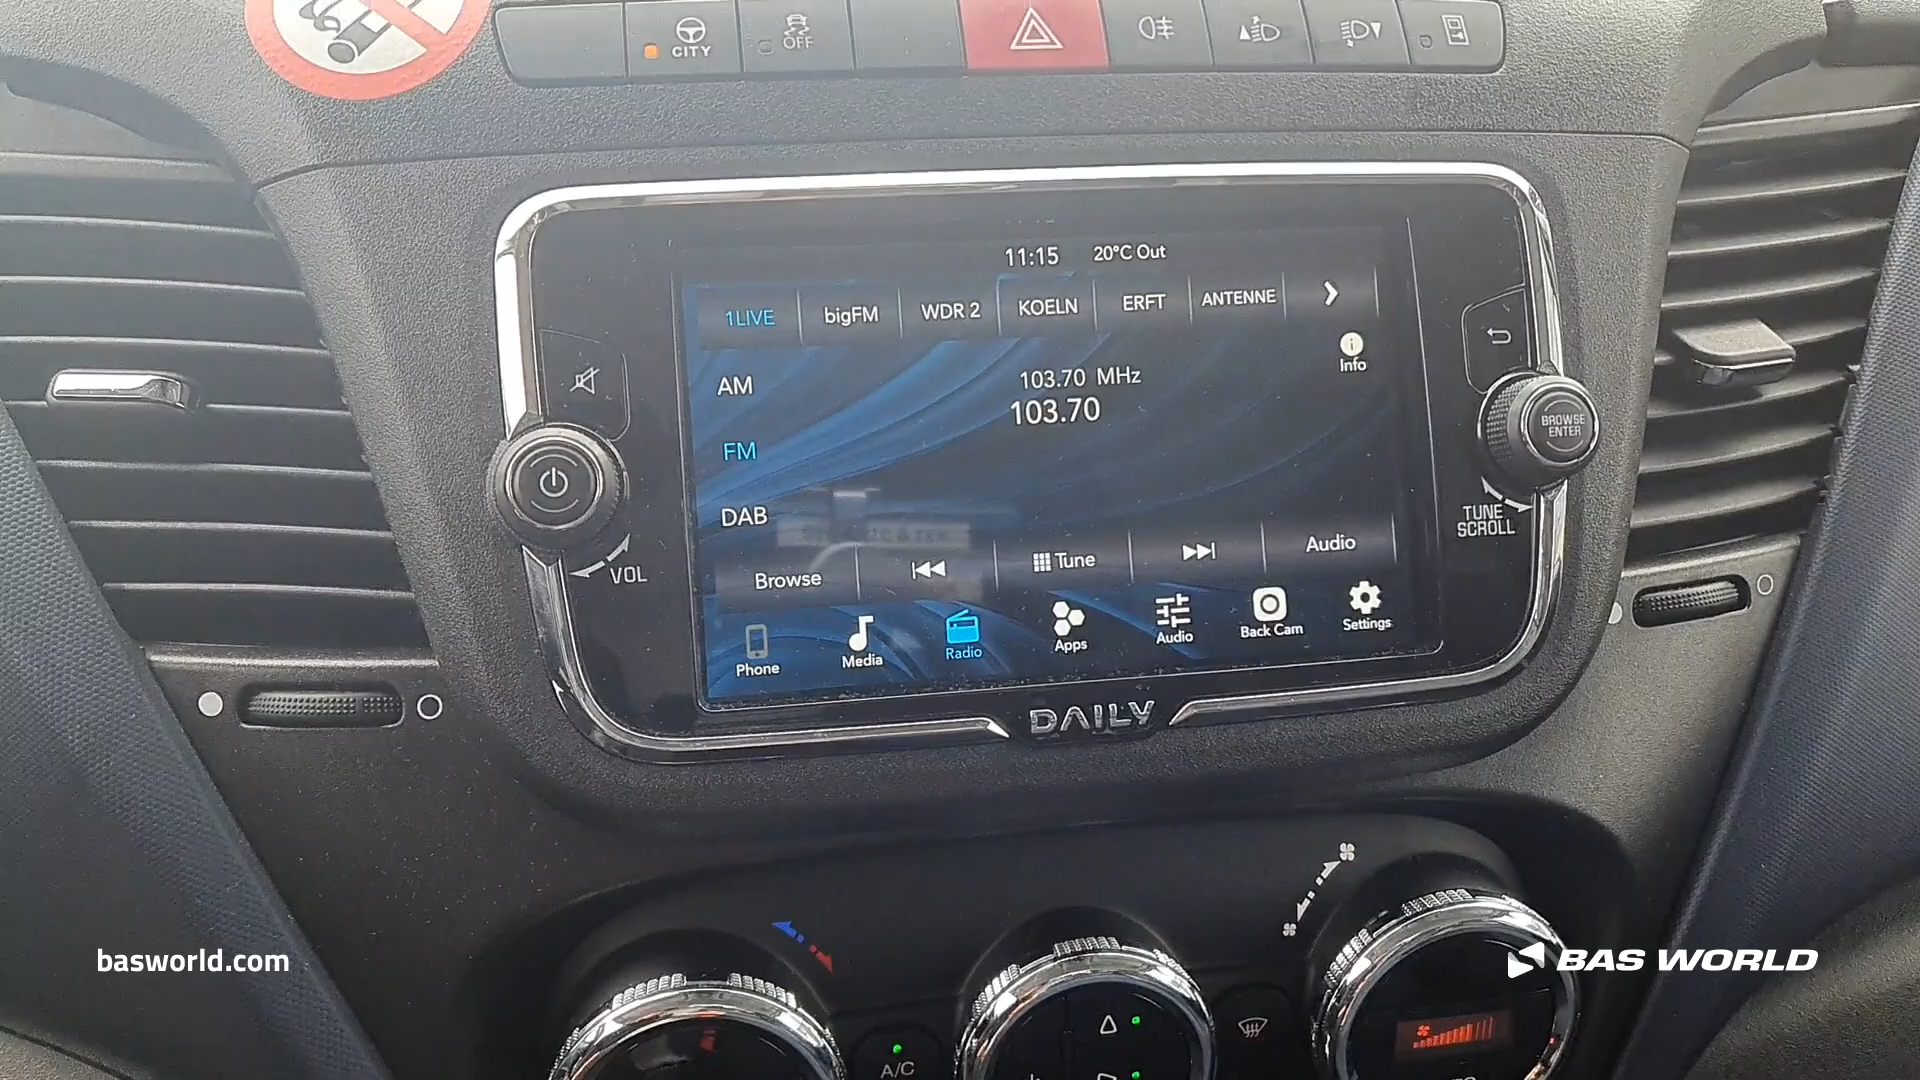 CITY
OFF
11:15 20°C Out
1LIVE bigFM WDR 2 KOELN ERFT ANTENNE
Info
AM
103.70 MHz
103.70
FM
DAB
Browse Tune Audio
Phone Media Radio Apps Audio Back Cam Settings
VOL
BROWSE
ENTER
TUNE
SCROLL
DAILY
basworld.com
BAS WORLD
A/C